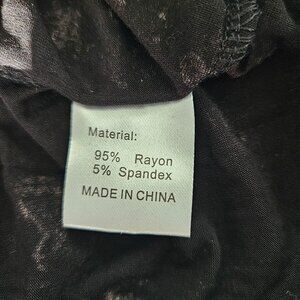 Material:
95% Rayon
5% Spandex
MADE IN CHINA